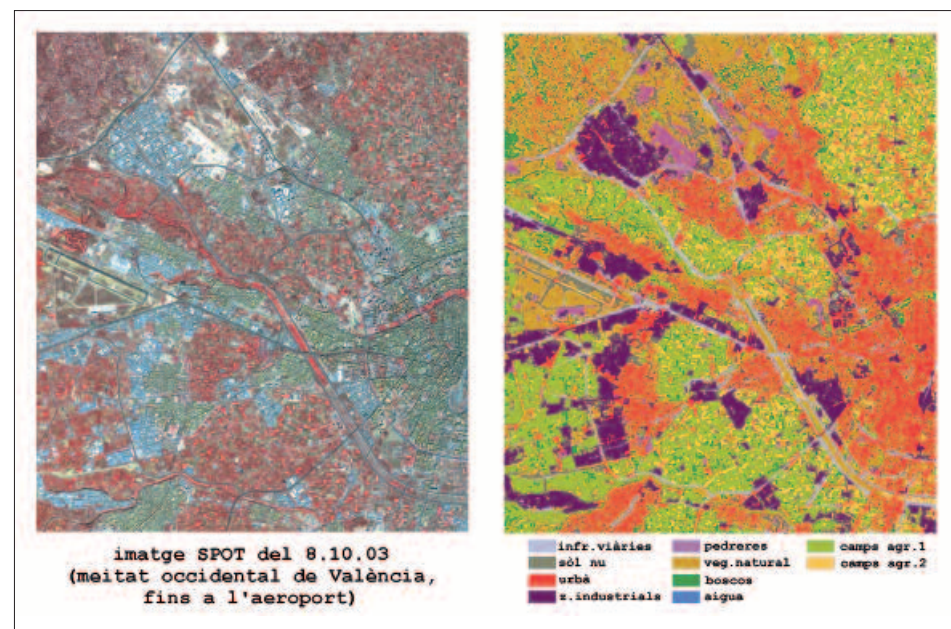 imatge SPOT del 8.10.03
(meitat occidental de València,
fins a l'aeroport)
infr.viàries
sòl nu
urbà
z.industrials
pedreres
veg.natural
boscos
aigua
camps agr.1
camps agr.2